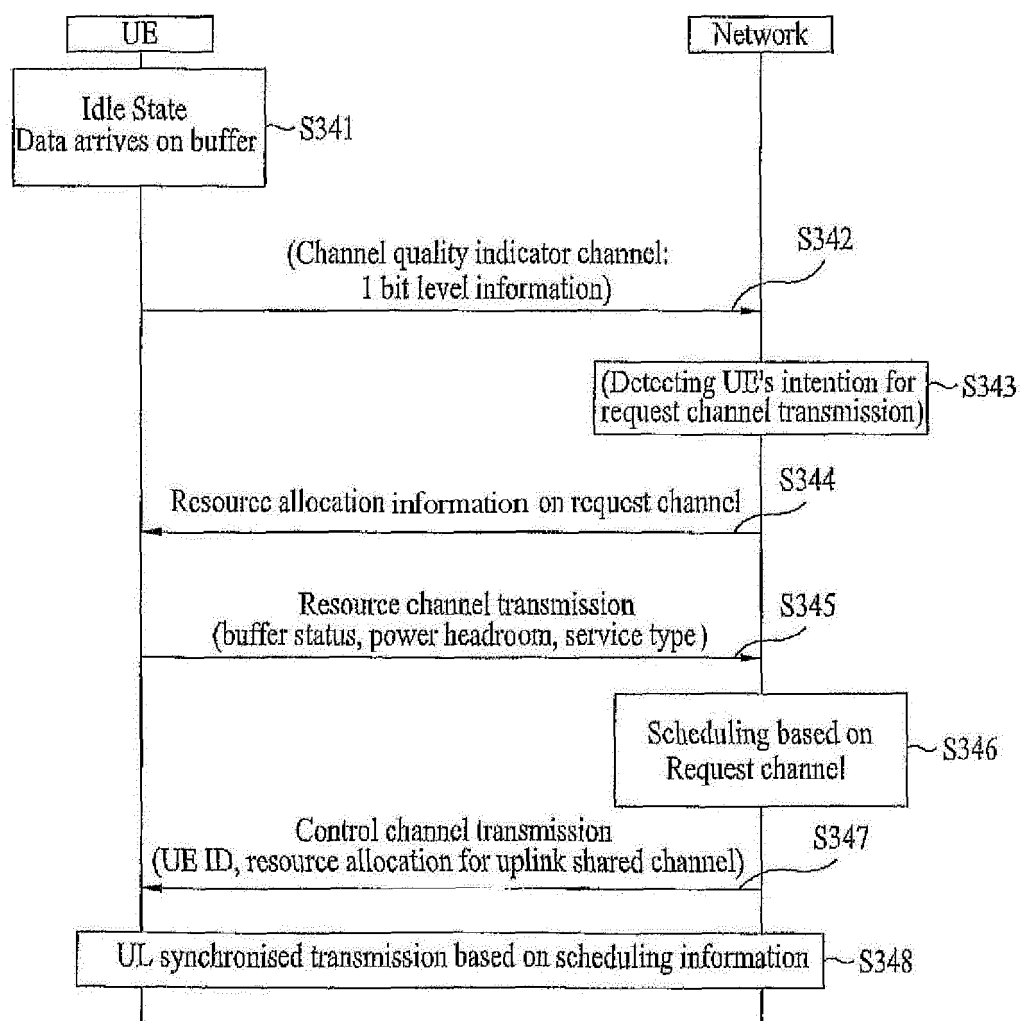 UE
Network
Idle State
Data arrives on buffer
S341
(Channel quality indicator channel:
1 bit level information)
S342
(Detecting UE's intention for
request channel transmission)
S343
Resource allocation information on request channel
S344
Resource channel transmission
(buffer status, power headroom, service type)
S345
Scheduling based on
Request channel
S346
Control channel transmission
(UE ID, resource allocation for uplink shared channel)
S347
UL synchronised transmission based on scheduling information
S348